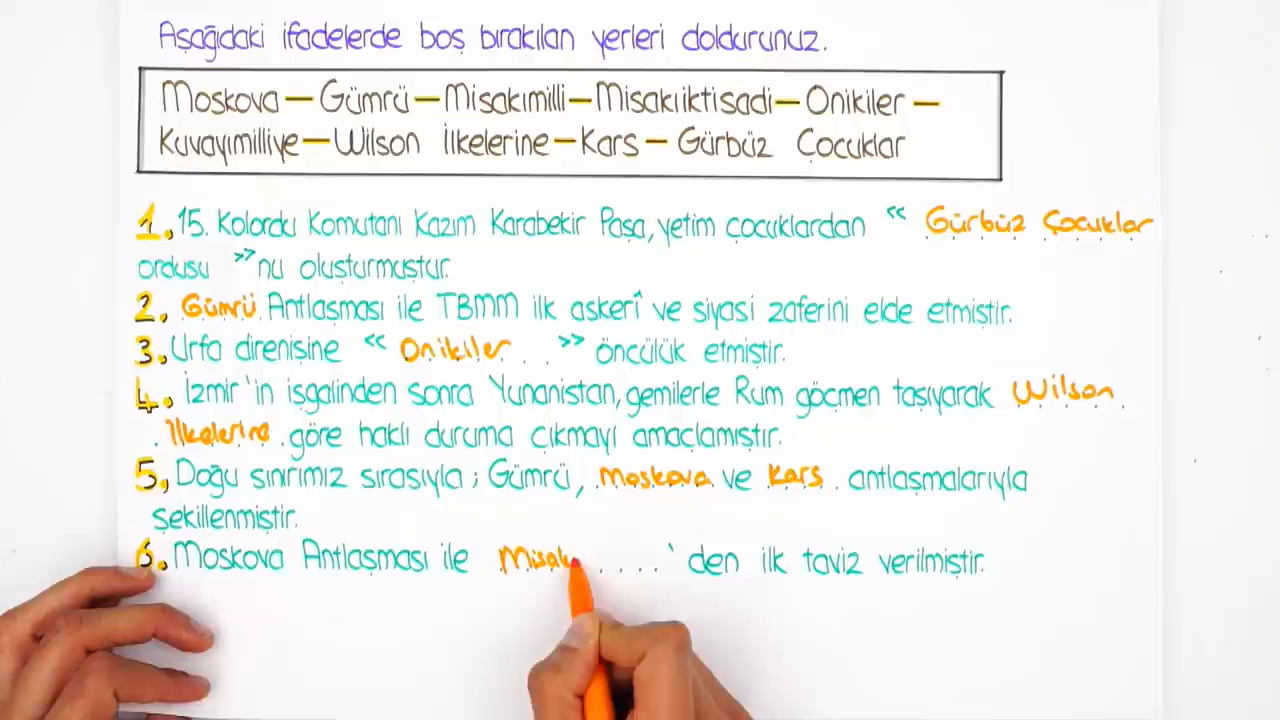 Aşağıdaki ifadelerde boş bırakılan yerleri doldurunuz.
Moskova — Gümrü — Misakımilli — Misakıiktisadi — Onikiler —
Kuvayımilliye — Wilson İlkelerine — Kars — Gürbüz Çocuklar
1. 15. Kolordu Komutanı Kazım Karabekir Paşa, yetim çocuklardan “ Gürbüz Çocuklar
ordusu ” nu oluşturmuştur.
2. Gümrü Antlaşması ile TBMM ilk askerî ve siyasi zaferini elde etmiştir.
3. Urfa direnişine “ Onikiler . . ” öncülük etmiştir.
4. İzmir'in işgalinden sonra Yunanistan, gemilerle Rum göçmen taşıyarak Wilson .
. İlkelerine . göre haklı duruma çıkmayı amaçlamıştır.
5. Doğu sınırımız sırasıyla ; Gümrü, Moskova ve Kars . antlaşmalarıyla
şekillenmiştir.
6. Moskova Antlaşması ile Misak . . . . ' den ilk taviz verilmiştir.